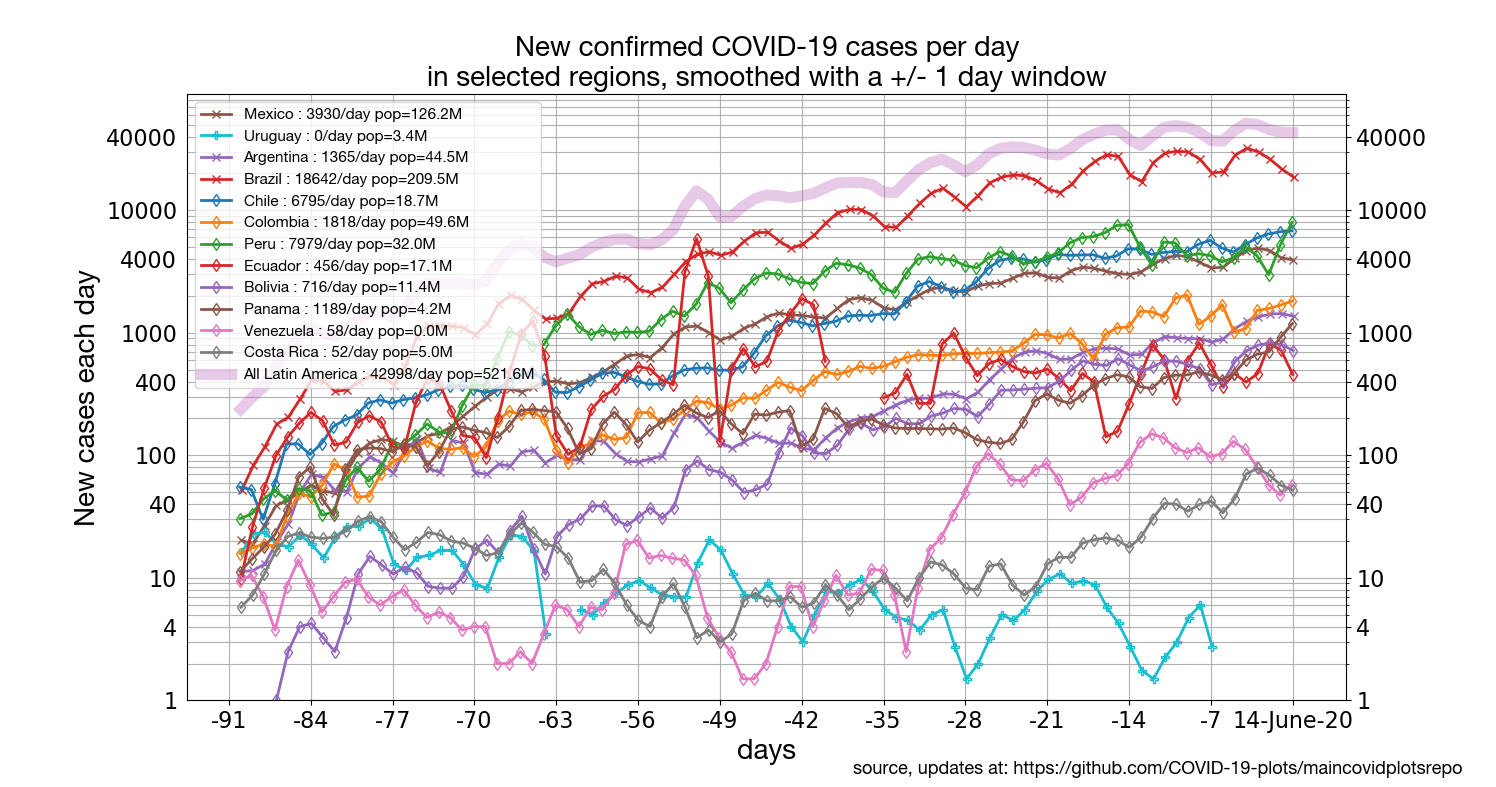 New confirmed COVID-19 cases per day
in selected regions, smoothed with a +/- 1 day window
Mexico : 3930/day pop=126.2M
Uruguay : 0/day pop=3.4M
Argentina : 1365/day pop=44.5M
Brazil : 18642/day pop=209.5M
Chile : 6795/day pop=18.7M
Colombia : 1818/day pop=49.6M
Peru : 7979/day pop=32.0M
Ecuador : 456/day pop=17.1M
Bolivia : 716/day pop=11.4M
Panama : 1189/day pop=4.2M
Venezuela : 58/day pop=0.0M
Costa Rica : 52/day pop=5.0M
All Latin America : 42998/day pop=521.6M
New cases each day
40000
10000
4000
1000
400
100
40
10
4
1
40000
10000
4000
1000
400
100
40
10
4
1
-91 -84 -77 -70 -63 -56 -49 -42 -35 -28 -21 -14 -7 14-June-20
days
source, updates at: https://github.com/COVID-19-plots/maincovidplotsrepo